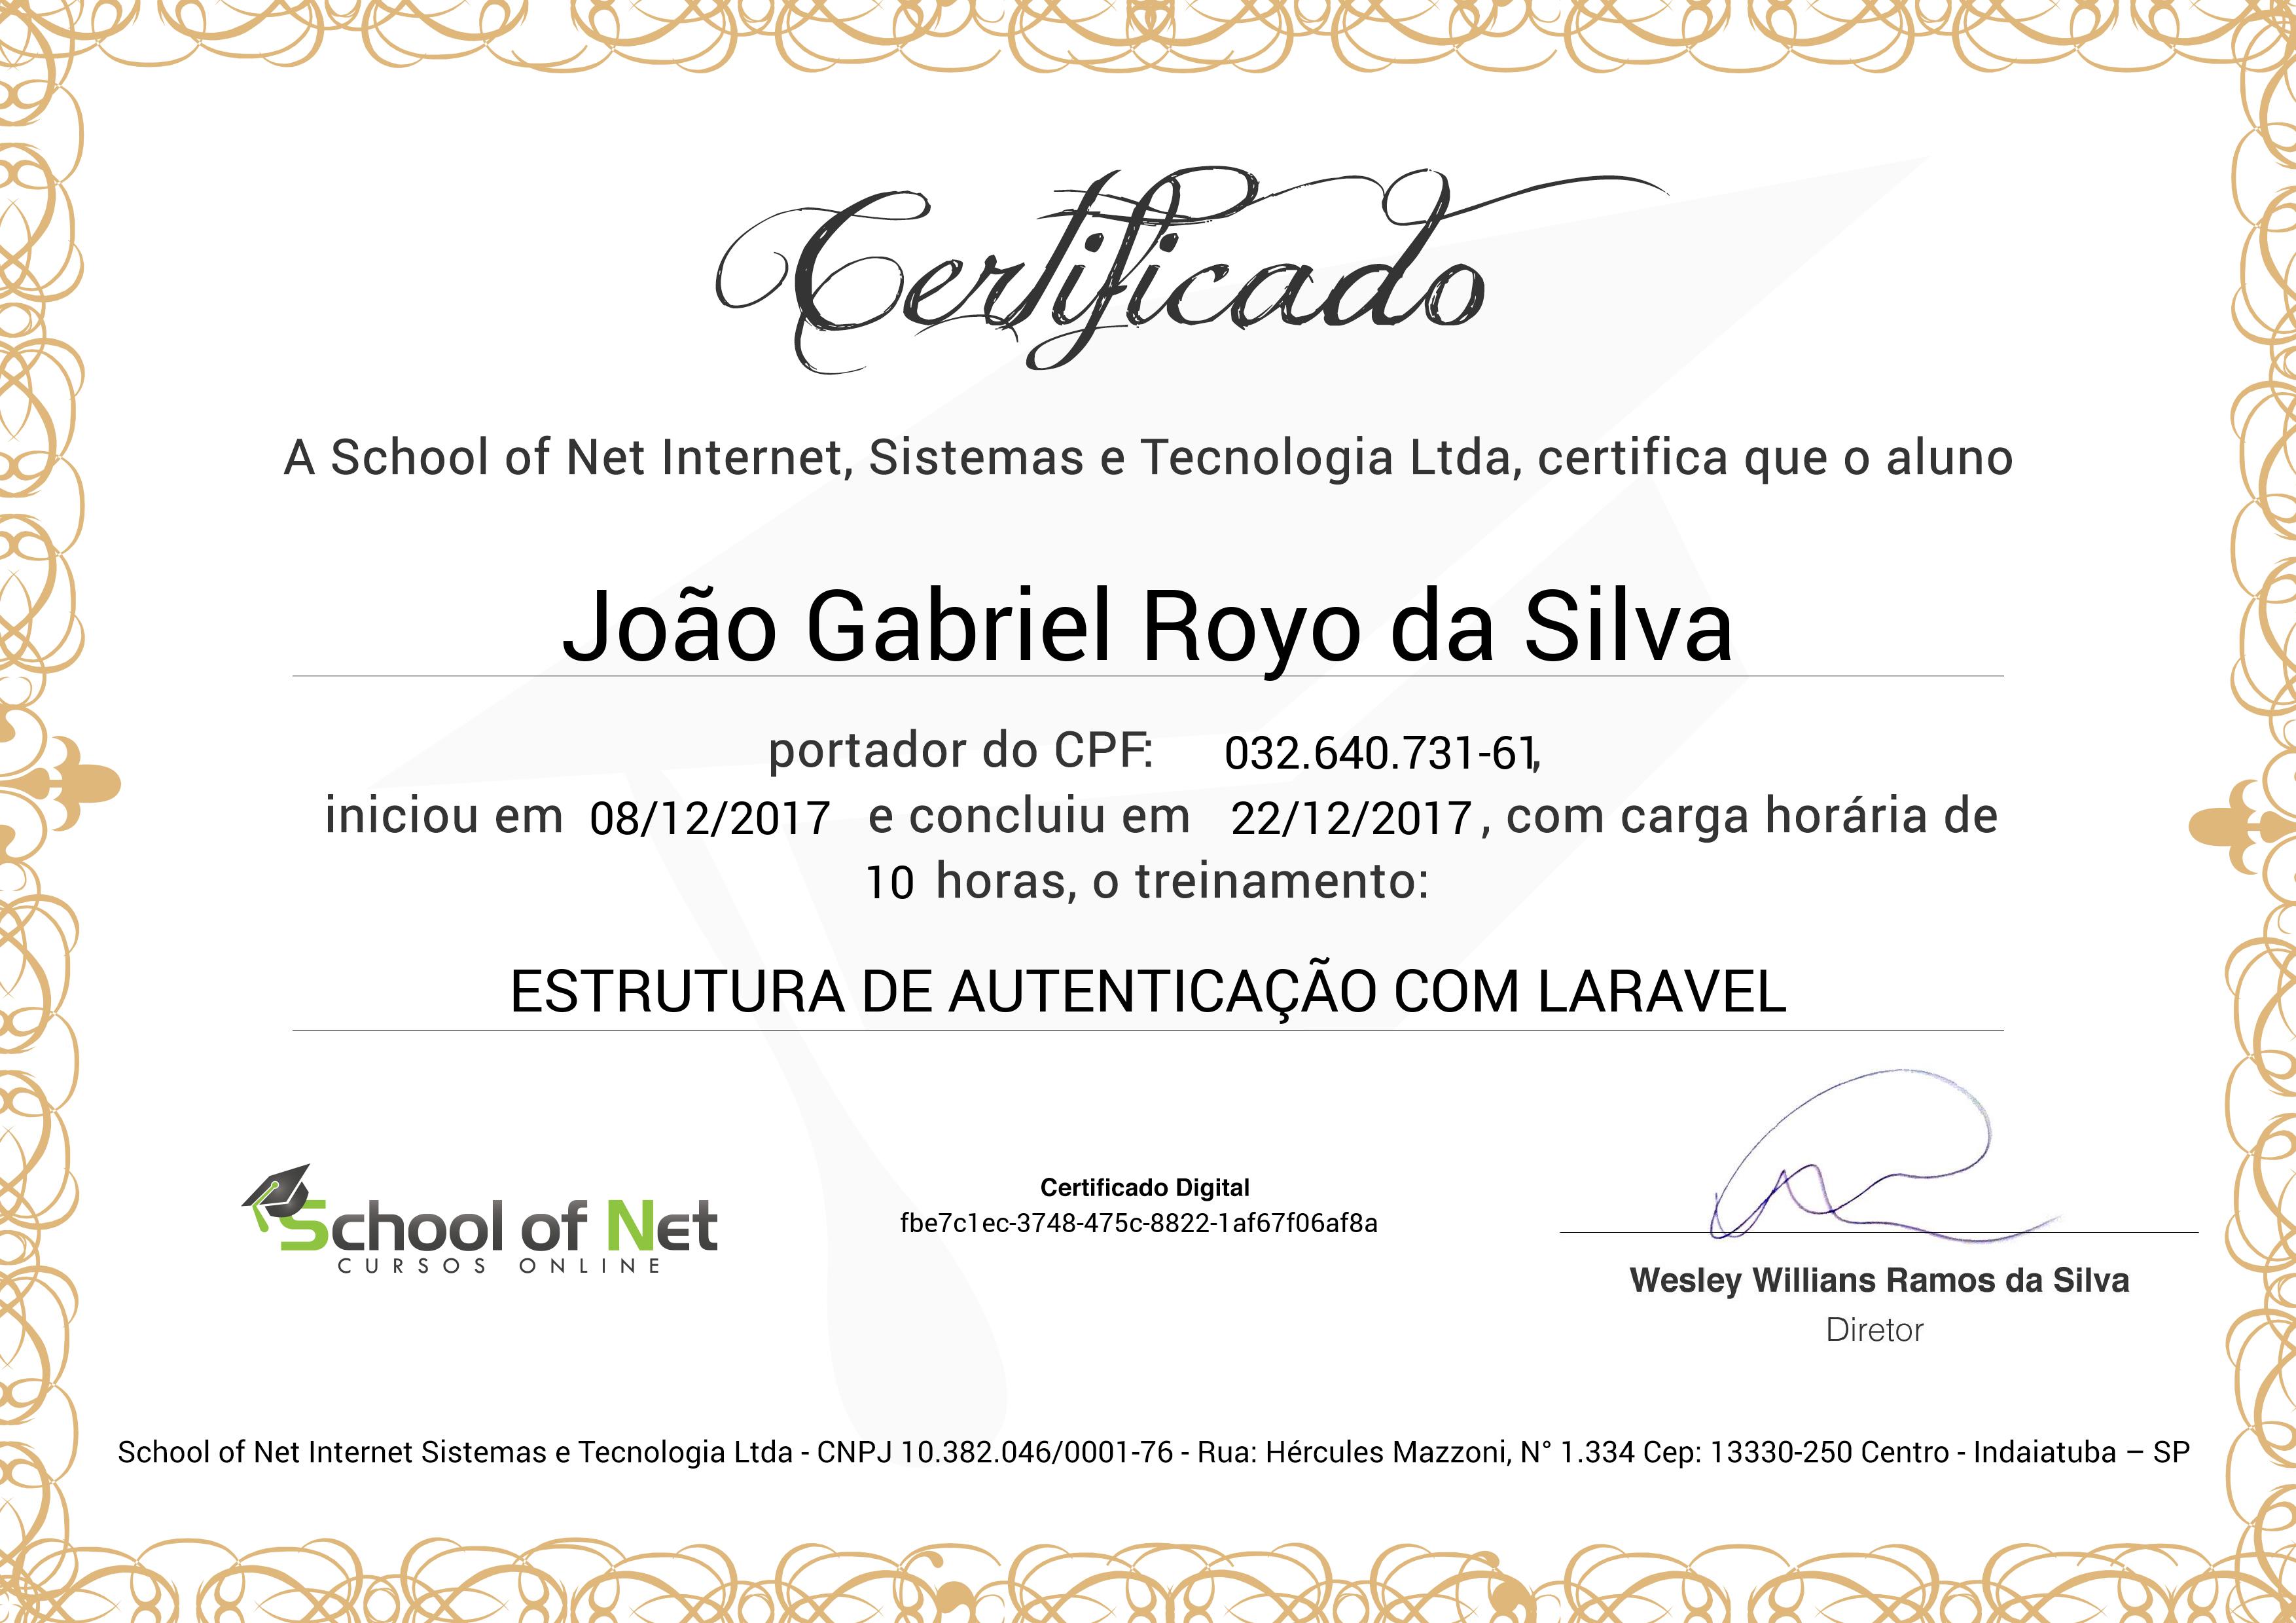 Certificado
A School of Net Internet, Sistemas e Tecnologia Ltda, certifica que o aluno
João Gabriel Royo da Silva
portador do CPF: 032.640.731-61,
iniciou em 08/12/2017 e concluiu em 22/12/2017, com carga horária de
10 horas, o treinamento:
ESTRUTURA DE AUTENTICAÇÃO COM LARAVEL
School of Net
CURSOS ONLINE
Certificado Digital
fbe7c1ec-3748-475c-8822-1af67f06af8a
Wesley Willians Ramos da Silva
Diretor
School of Net Internet Sistemas e Tecnologia Ltda - CNPJ 10.382.046/0001-76 - Rua: Hércules Mazzoni, N° 1.334 Cep: 13330-250 Centro - Indaiatuba – SP